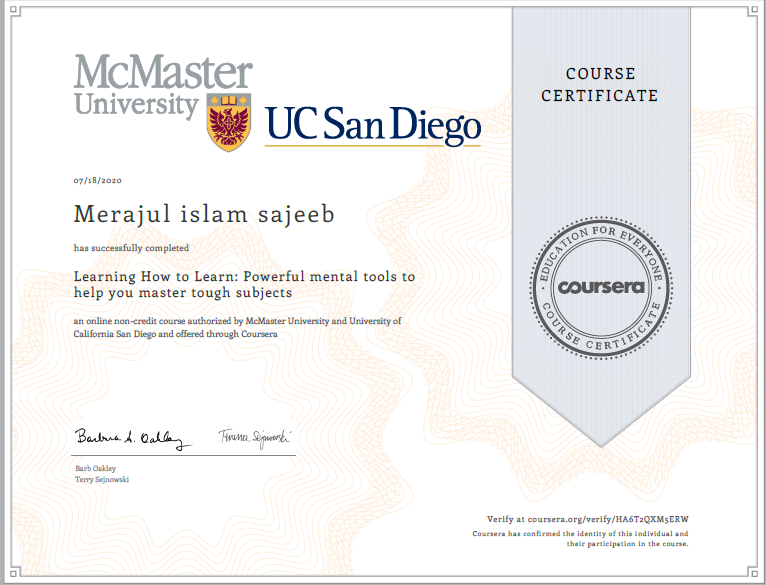 McMaster
University
UC San Diego
COURSE
CERTIFICATE
07/18/2020
Merajul islam sajeeb
has successfully completed
Learning How to Learn: Powerful mental tools to
help you master tough subjects
an online non-credit course authorized by McMaster University and University of
California San Diego and offered through Coursera
EDUCATION FOR EVERYONE
coursera
COURSE CERTIFICATE
Barbara A. Oakley
Terrence Sejnowski
Barb Oakley
Terry Sejnowski
Verify at coursera.org/verify/HA6T2QXM5ERW
Coursera has confirmed the identity of this individual and
their participation in the course.